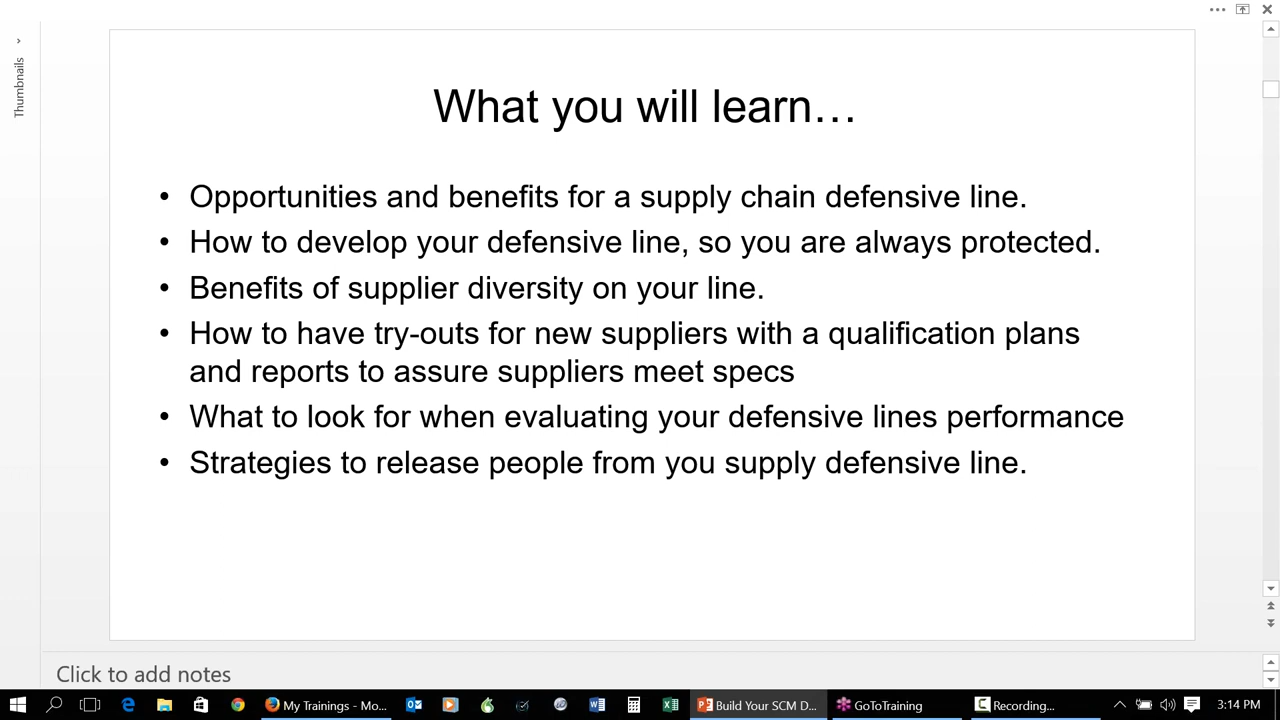 Thumbnails
What you will learn…
• Opportunities and benefits for a supply chain defensive line.
• How to develop your defensive line, so you are always protected.
• Benefits of supplier diversity on your line.
• How to have try-outs for new suppliers with a qualification plans
and reports to assure suppliers meet specs
• What to look for when evaluating your defensive lines performance
• Strategies to release people from you supply defensive line.
Click to add notes
My Trainings - Mo... Build Your SCM D... GoToTraining Recording... 3:14 PM